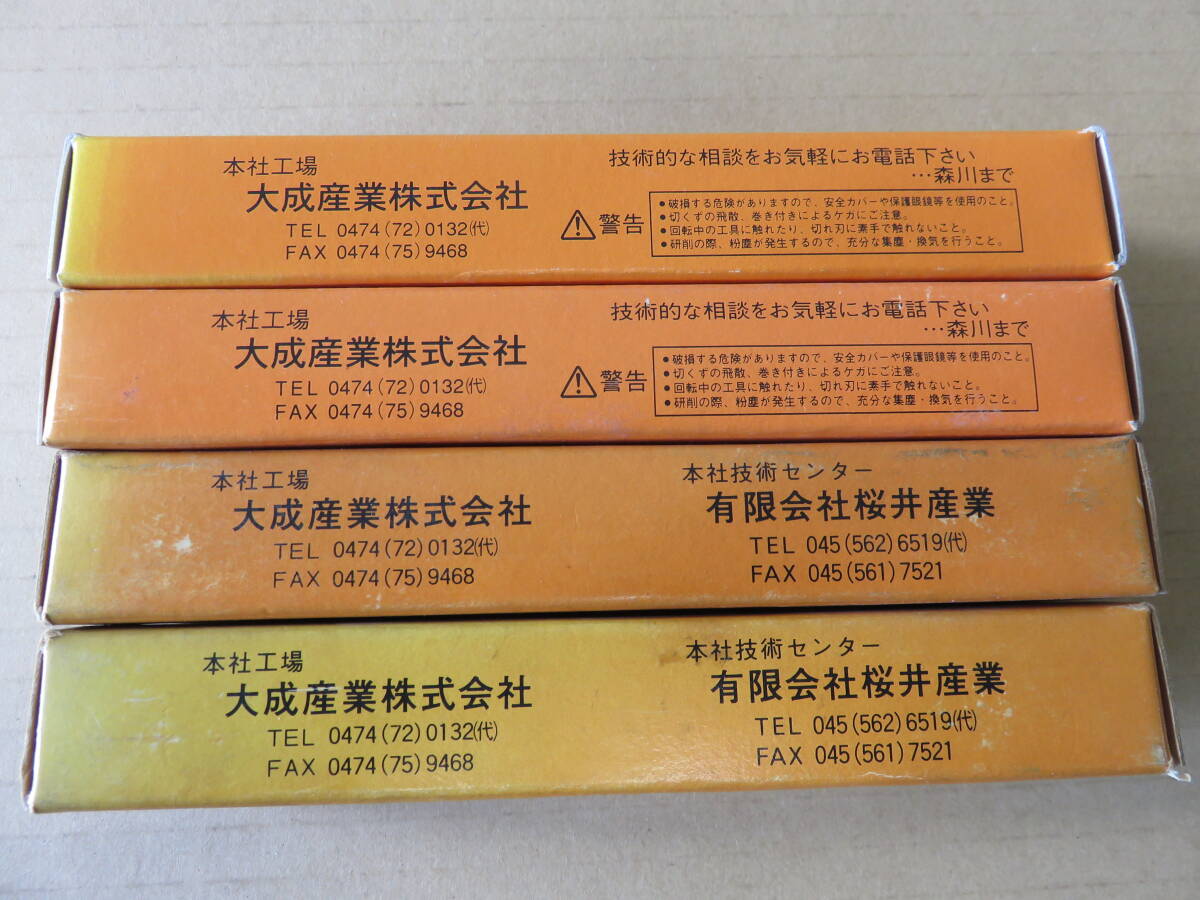 本社工場
大成産業株式会社
TEL 0474(72)0132㈹
FAX 0474(75)9468
技術的な相談をお気軽にお電話下さい
…森川まで
⚠警告
●破損する危険がありますので、安全カバーや保護眼鏡等を使用のこと。
●切くずの飛散、巻き付きによるケガにご注意。
●回転中の工具に触れたり、切れ刃に素手で触れないこと。
●研削の際、粉塵が発生するので、充分な集塵・換気を行うこと。
本社工場
大成産業株式会社
TEL 0474(72)0132㈹
FAX 0474(75)9468
技術的な相談をお気軽にお電話下さい
…森川まで
⚠警告
●破損する危険がありますので、安全カバーや保護眼鏡等を使用のこと。
●切くずの飛散、巻き付きによるケガにご注意。
●回転中の工具に触れたり、切れ刃に素手で触れないこと。
●研削の際、粉塵が発生するので、充分な集塵・換気を行うこと。
本社工場
大成産業株式会社
TEL 0474(72)0132㈹
FAX 0474(75)9468
本社技術センター
有限会社桜井産業
TEL 045(562)6519㈹
FAX 045(561)7521
本社工場
大成産業株式会社
TEL 0474(72)0132㈹
FAX 0474(75)9468
本社技術センター
有限会社桜井産業
TEL 045(562)6519㈹
FAX 045(561)7521